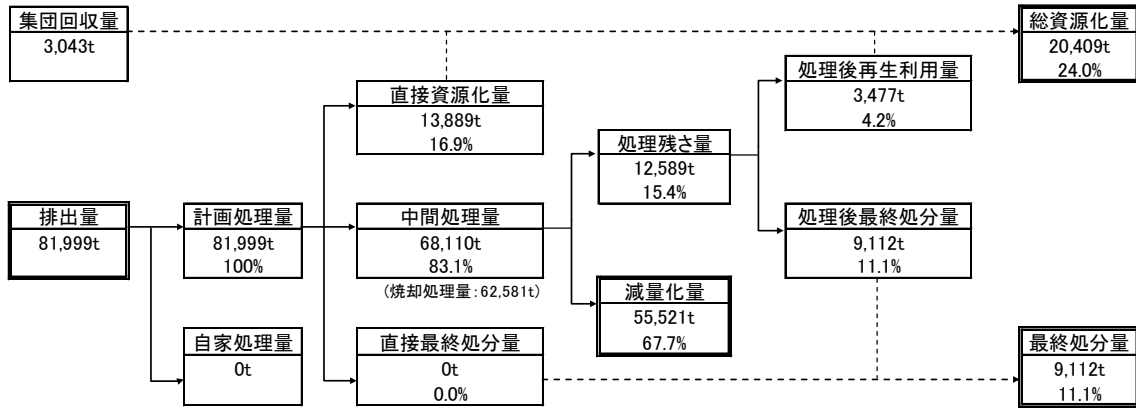 集団回収量
3,043t
総資源化量
20,409t
24.0%
直接資源化量
13,889t
16.9%
処理後再生利用量
3,477t
4.2%
処理残さ量
12,589t
15.4%
排出量
81,999t
計画処理量
81,999t
100%
中間処理量
68,110t
83.1%
(焼却処理量:62,581t)
処理後最終処分量
9,112t
11.1%
減量化量
55,521t
67.7%
自家処理量
0t
直接最終処分量
0t
0.0%
最終処分量
9,112t
11.1%